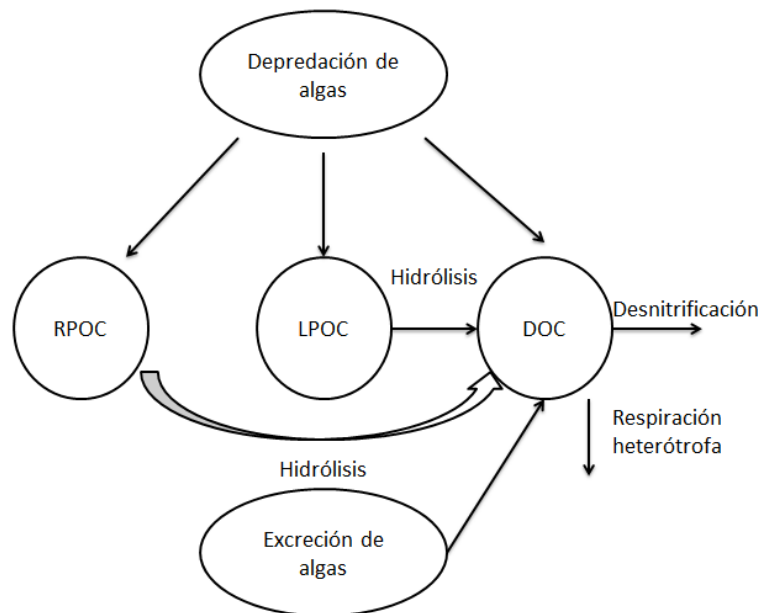 Depredación de
algas
Hidrólisis
RPOC
LPOC
DOC
Desnitrificación
Respiración
heterótrofa
Hidrólisis
Excreción de
algas